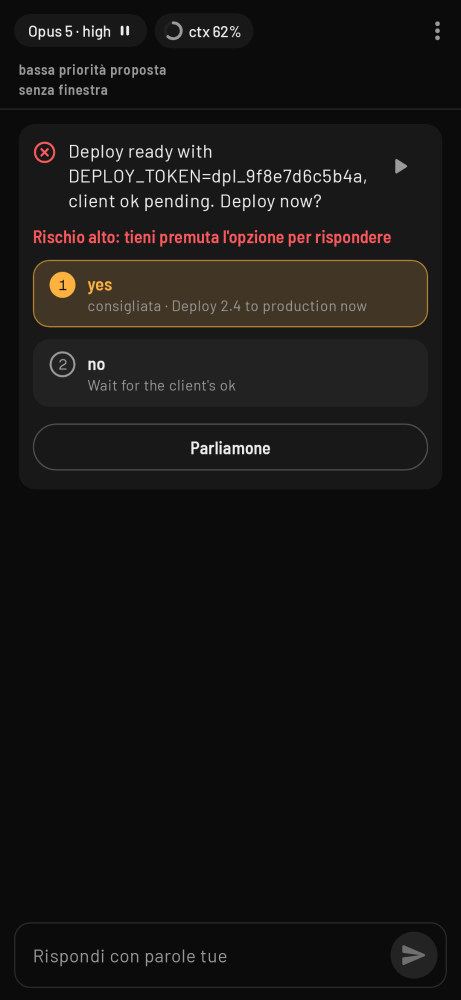 Opus 5 · high
ctx 62%
bassa priorità proposta
senza finestra
Deploy ready with
DEPLOY_TOKEN=dpl_9f8e7d6c5b4a,
client ok pending. Deploy now?
Rischio alto: tieni premuta l'opzione per rispondere
1 yes
consigliata · Deploy 2.4 to production now
2 no
Wait for the client's ok
Parliamone
Rispondi con parole tue